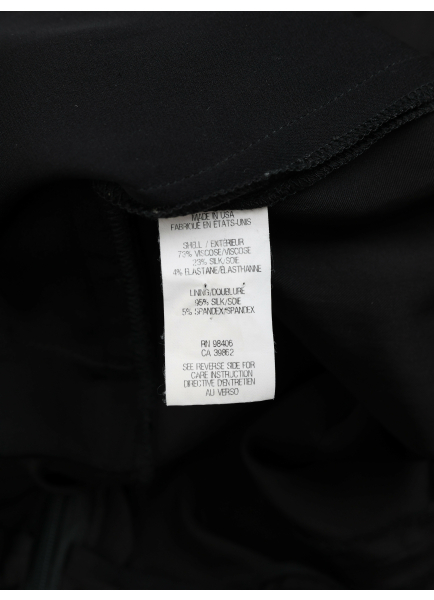 MADE IN USA
FABRIQUÉ EN ÉTATS-UNIS
SHELL / EXTÉRIEUR
73% VISCOSE/VISCOSE
23% SILK/SOIE
4% ELASTANE/ELASTHANNE
LINING/DOUBLURE
95% SILK/SOIE
5% SPANDEX/SPANDEX
RN 98406
CA 39862
SEE REVERSE SIDE FOR
CARE INSTRUCTION
DIRECTIVE D'ENTRETIEN
AU VERSO